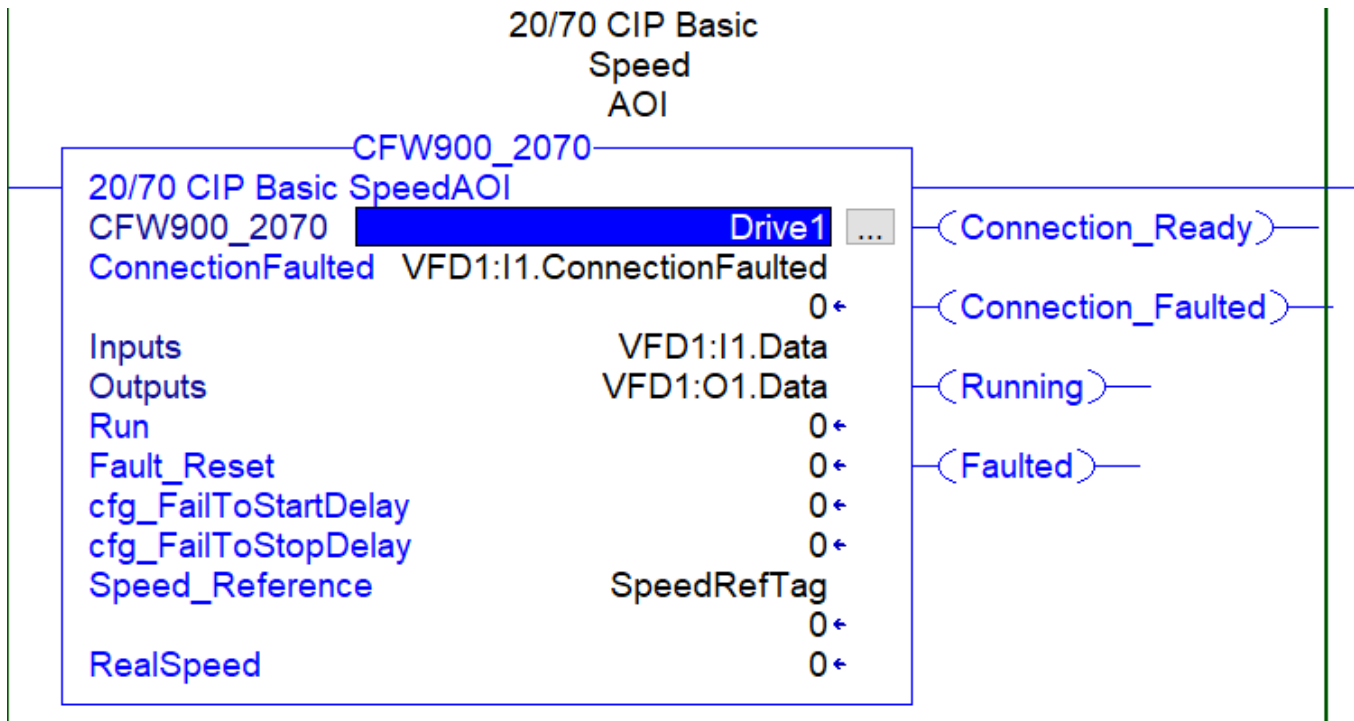 20/70 CIP Basic
Speed
AOI
CFW900_2070
20/70 CIP Basic SpeedAOI
CFW900_2070 Drive1 ... Connection_Ready
ConnectionFaulted VFD1:I1.ConnectionFaulted
0 Connection_Faulted
Inputs VFD1:I1.Data
Outputs VFD1:O1.Data Running
Run 0
Fault_Reset 0 Faulted
cfg_FailToStartDelay 0
cfg_FailToStopDelay 0
Speed_Reference SpeedRefTag
0
RealSpeed 0